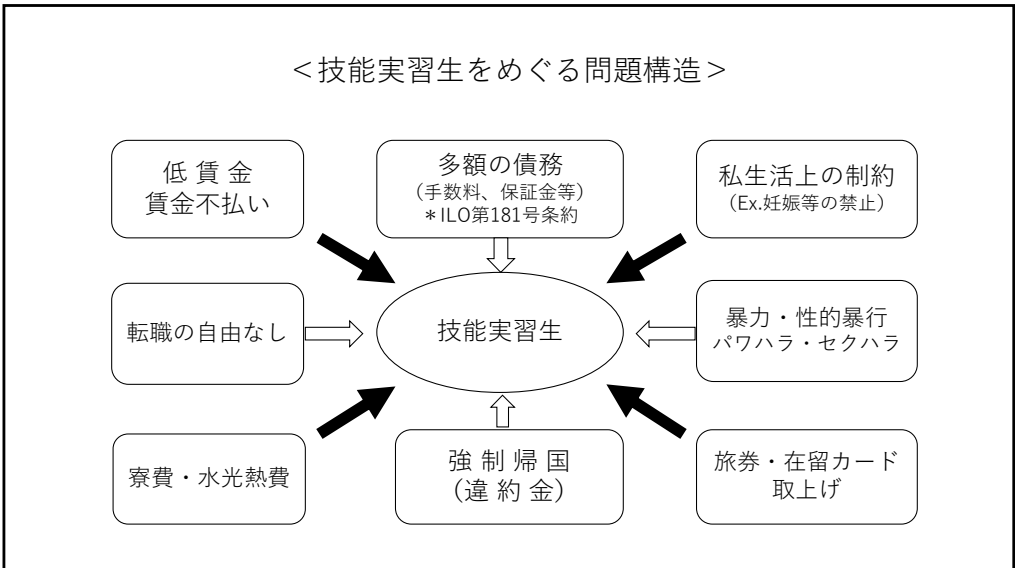 <技能実習生をめぐる問題構造>
低 賃 金
賃金不払い
多額の債務
(手数料、保証金等)
*ILO第181号条約
私生活上の制約
(Ex.妊娠等の禁止)
転職の自由なし
技能実習生
暴力・性的暴行
パワハラ・セクハラ
寮費・水光熱費
強 制 帰 国
(違 約 金)
旅券・在留カード
取上げ